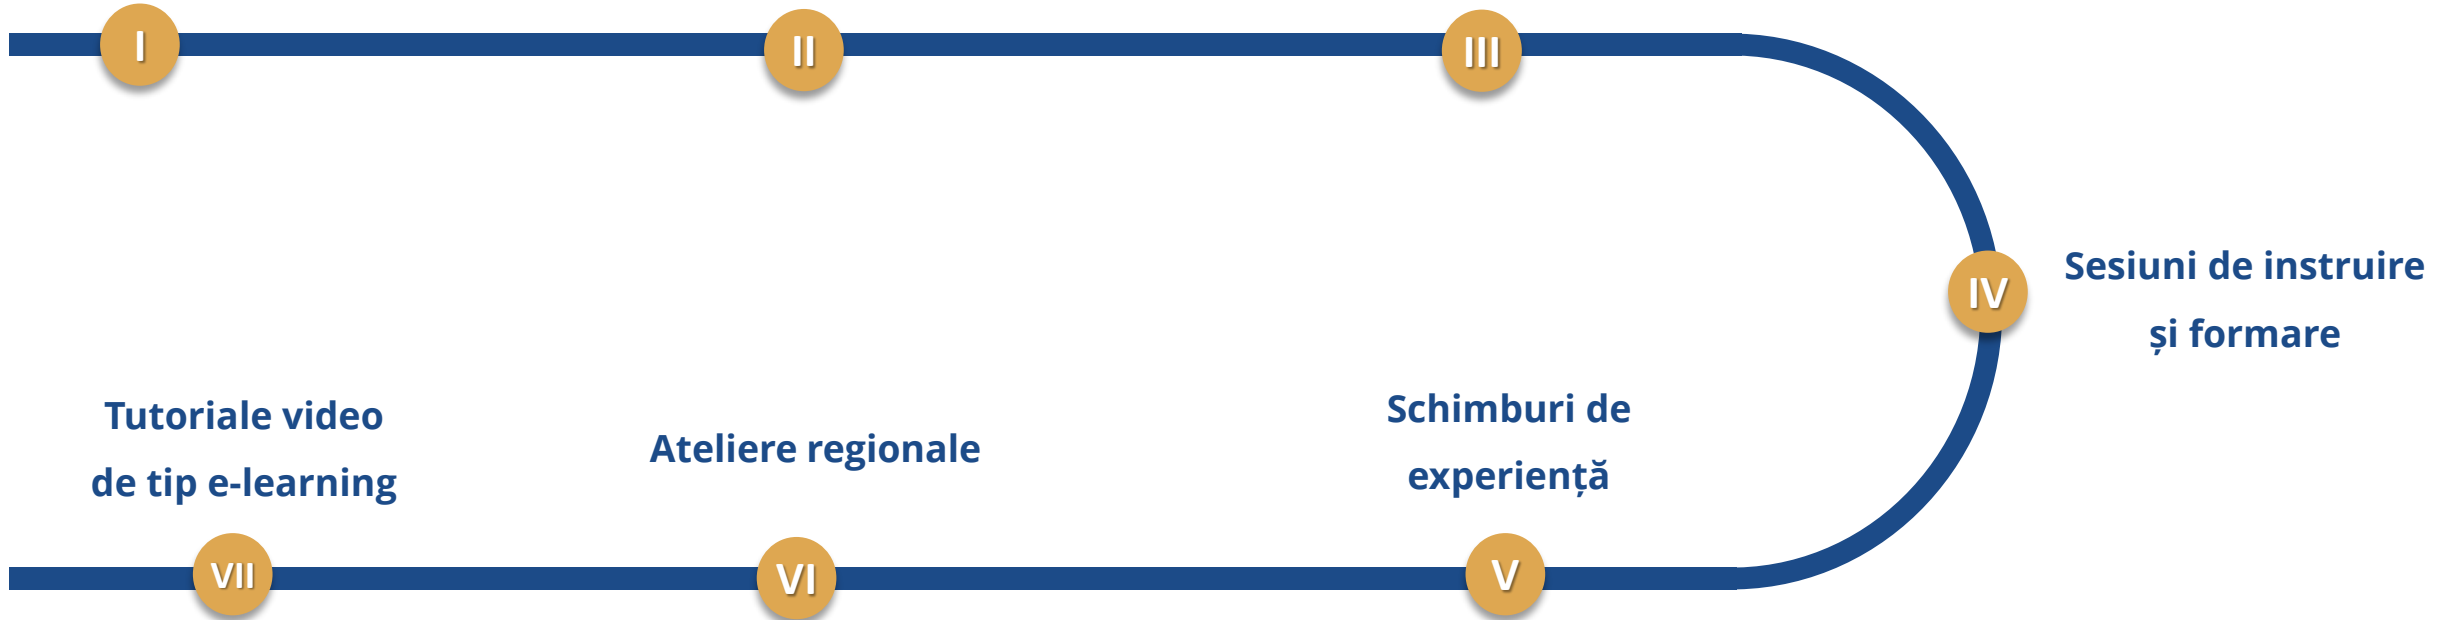 I
II
III
IV
Sesiuni de instruire
și formare
Schimburi de
experiență
V
Ateliere regionale
VI
Tutoriale video
de tip e-learning
VII